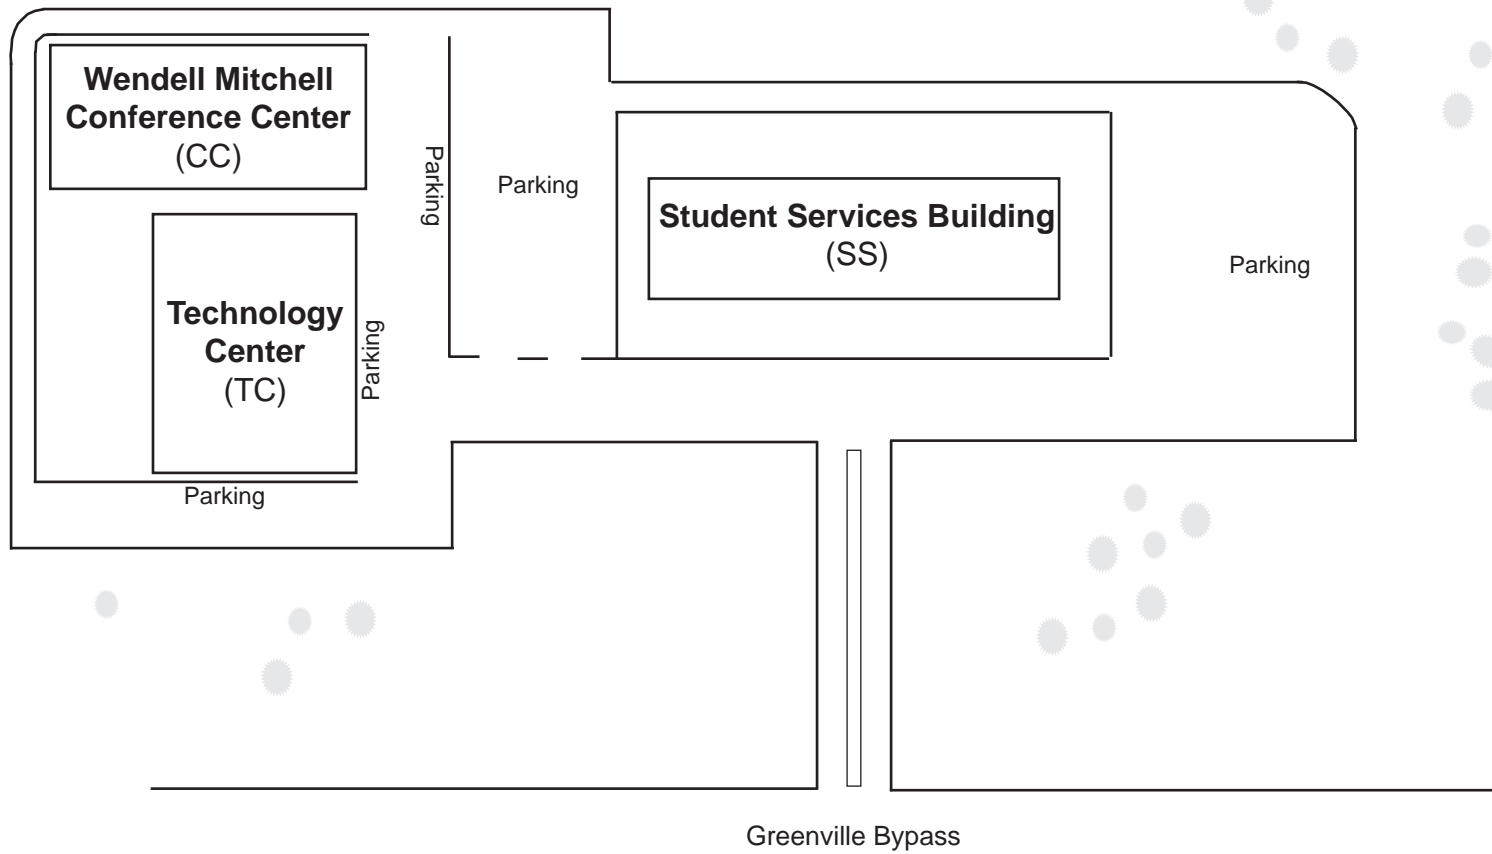 Wendell Mitchell
Conference Center
(CC)
Parking
Parking
Student Services Building
(SS)
Parking
Technology
Center
(TC)
Parking
Parking
Greenville Bypass